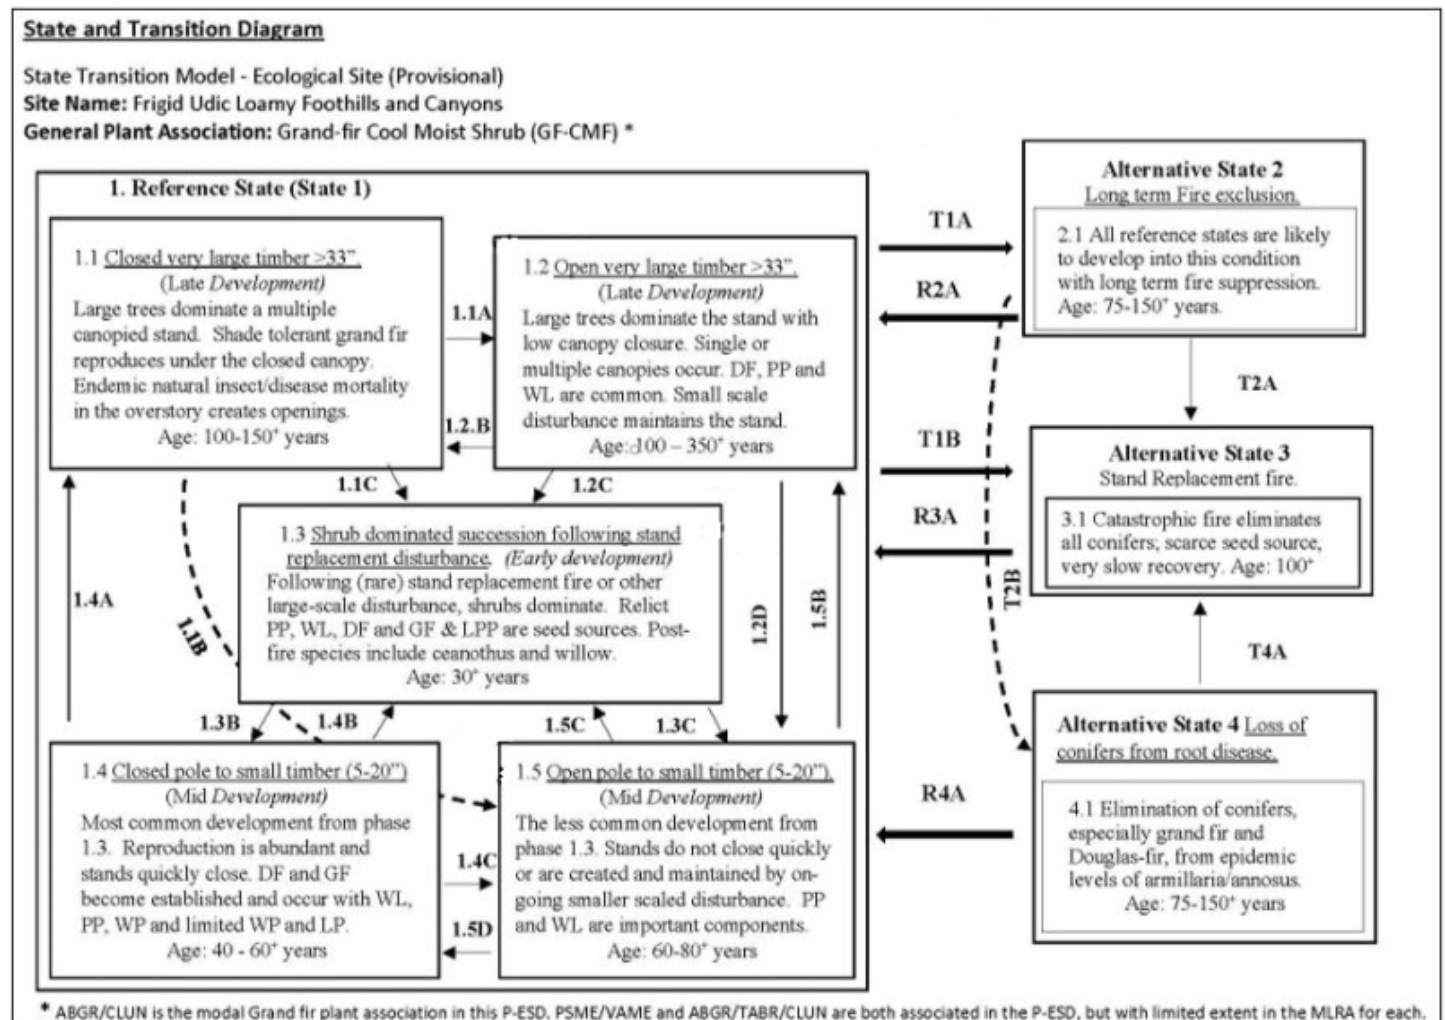 State and Transition Diagram
State Transition Model - Ecological Site (Provisional)
Site Name: Frigid Udic Loamy Foothills and Canyons
General Plant Association: Grand-fir Cool Moist Shrub (GF-CMF) *
1. Reference State (State 1)
1.1 Closed very large timber >33”.
(Late Development)
Large trees dominate a multiple
canopied stand. Shade tolerant grand fir
reproduces under the closed canopy.
Endemic natural insect/disease mortality
in the overstory creates openings.
Age: 100-150+ years
1.1A
1.2.B
1.2 Open very large timber >33”.
(Late Development)
Large trees dominate the stand with
low canopy closure. Single or
multiple canopies occur. DF, PP and
WL are common. Small scale
disturbance maintains the stand.
Age:d100 – 350+ years
1.1C
1.2C
1.3 Shrub dominated succession following stand
replacement disturbance. (Early development)
Following (rare) stand replacement fire or other
large-scale disturbance, shrubs dominate. Relict
PP, WL, DF and GF & LPP are seed sources. Post-
fire species include ceanothus and willow.
Age: 30+ years
1.4A
1.1B
1.2D
1.5B
1.3B
1.4B
1.5C
1.3C
1.4 Closed pole to small timber (5-20”)
(Mid Development)
Most common development from phase
1.3. Reproduction is abundant and
stands quickly close. DF and GF
become established and occur with WL,
PP, WP and limited WP and LP.
Age: 40 - 60+ years
1.4C
1.5D
1.5 Open pole to small timber (5-20”).
(Mid Development)
The less common development from
phase 1.3. Stands do not close quickly
or are created and maintained by on-
going smaller scaled disturbance. PP
and WL are important components.
Age: 60-80+ years
T1A
R2A
T1B
R3A
T2B
R4A
Alternative State 2
Long term Fire exclusion.
2.1 All reference states are likely
to develop into this condition
with long term fire suppression.
Age: 75-150+ years.
T2A
Alternative State 3
Stand Replacement fire.
3.1 Catastrophic fire eliminates
all conifers; scarce seed source,
very slow recovery. Age: 100+
T4A
Alternative State 4 Loss of
conifers from root disease.
4.1 Elimination of conifers,
especially grand fir and
Douglas-fir, from epidemic
levels of armillaria/annosus.
Age: 75-150+ years
* ABGR/CLUN is the modal Grand fir plant association in this P-ESD. PSME/VAME and ABGR/TABR/CLUN are both associated in the P-ESD, but with limited extent in the MLRA for each.